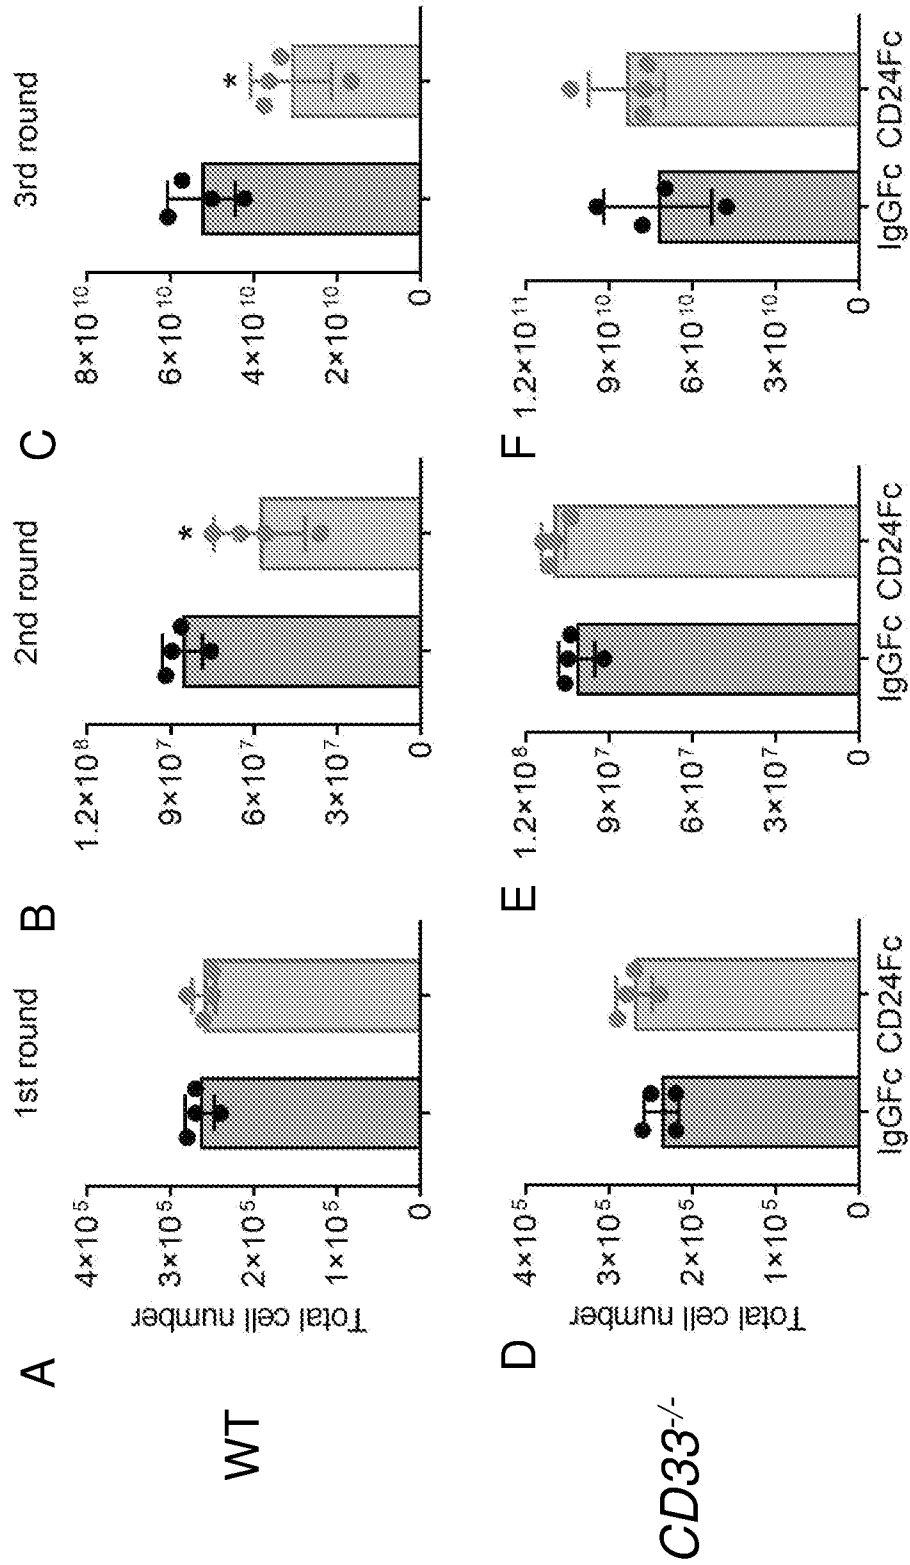 1st round
2nd round
3rd round
A
B
C
WT
Total cell number
4×10⁵
3×10⁵
2×10⁵
1×10⁵
0
1.2×10⁸
9×10⁷
6×10⁷
3×10⁷
0
*
8×10¹⁰
6×10¹⁰
4×10¹⁰
2×10¹⁰
0
*
D
E
F
CD33⁻/⁻
Total cell number
4×10⁵
3×10⁵
2×10⁵
1×10⁵
0
IgGFc CD24Fc
1.2×10⁸
9×10⁷
6×10⁷
3×10⁷
0
IgGFc CD24Fc
1.2×10¹¹
9×10¹⁰
6×10¹⁰
3×10¹⁰
0
IgGFc CD24Fc